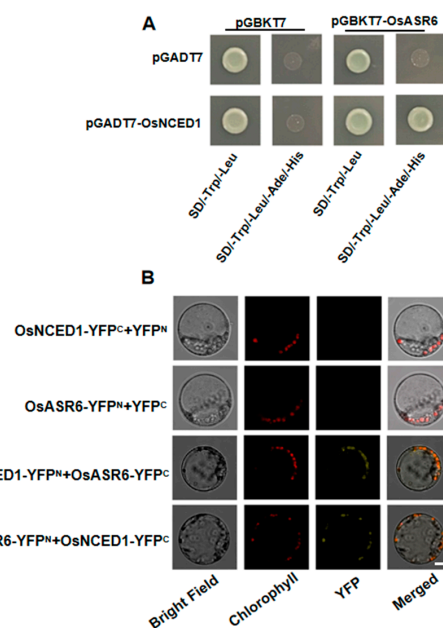 A
pGBKT7
pGBKT7-OsASR6
pGADT7
pGADT7-OsNCED1
SD/-Trp/-Leu
SD/-Trp/-Leu/-Ade/-His
SD/-Trp/-Leu
SD/-Trp/-Leu/-Ade/-His
B
OsNCED1-YFPᶜ+YFPᴺ
OsASR6-YFPᴺ+YFPᶜ
ED1-YFPᴺ+OsASR6-YFPᶜ
R6-YFPᴺ+OsNCED1-YFPᶜ
Bright Field
Chlorophyll
YFP
Merged